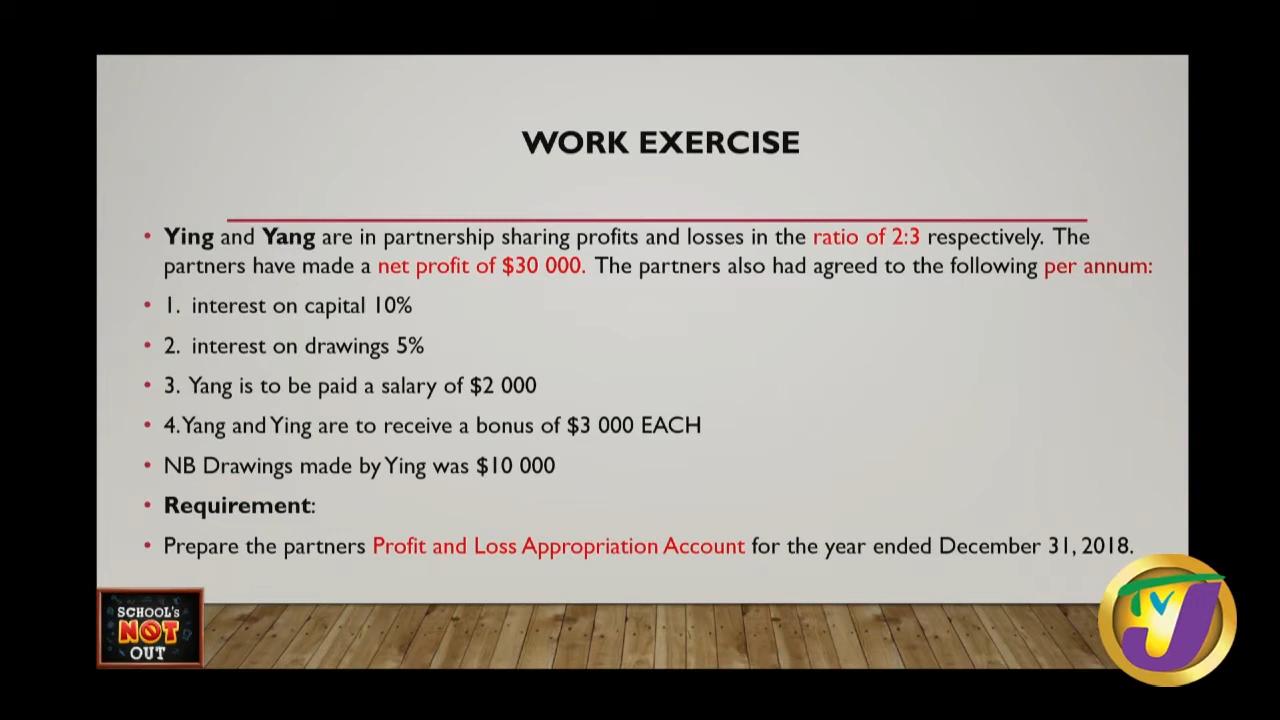 WORK EXERCISE
• Ying and Yang are in partnership sharing profits and losses in the ratio of 2:3 respectively. The
partners have made a net profit of $30 000. The partners also had agreed to the following per annum:
• 1. interest on capital 10%
• 2. interest on drawings 5%
• 3. Yang is to be paid a salary of $2 000
• 4. Yang and Ying are to receive a bonus of $3 000 EACH
• NB Drawings made by Ying was $10 000
• Requirement:
• Prepare the partners Profit and Loss Appropriation Account for the year ended December 31, 2018.
SCHOOL's
NOT
OUT
TVJ